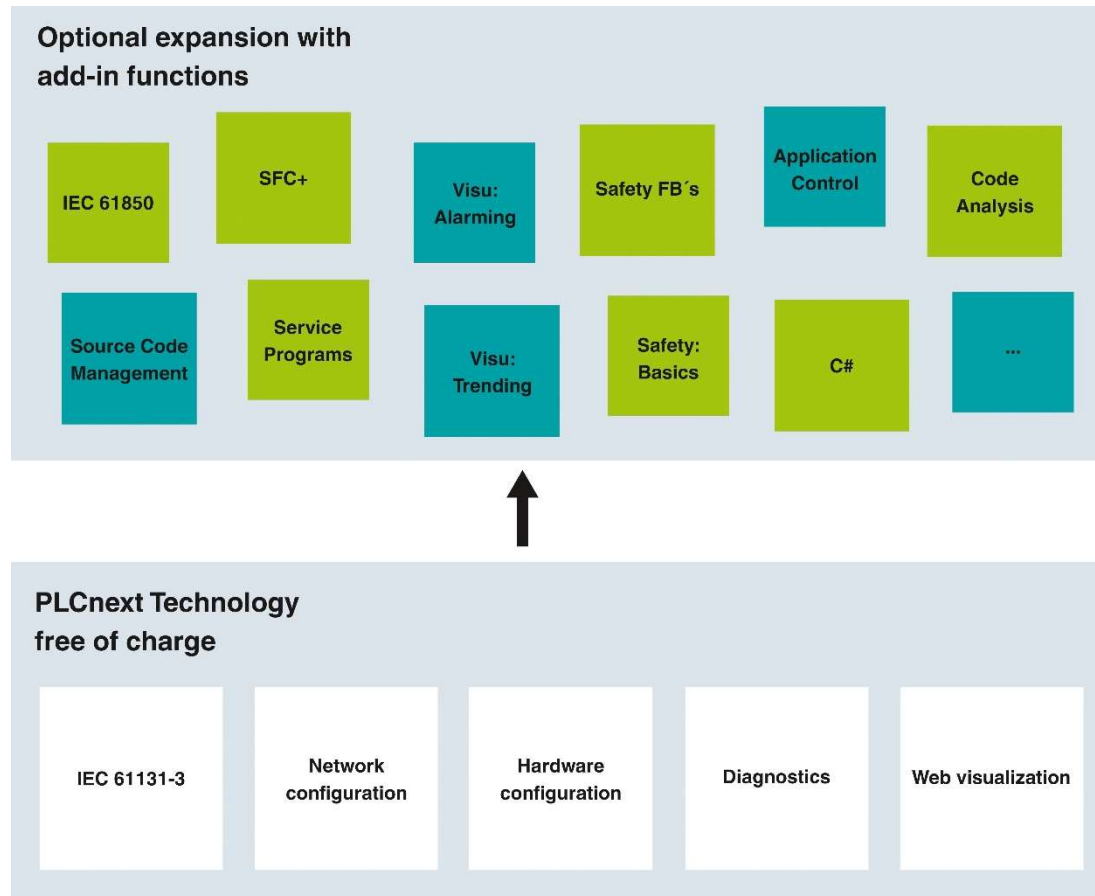 Optional expansion with
add-in functions
IEC 61850
SFC+
Visu:
Alarming
Safety FB´s
Application
Control
Code
Analysis
Source Code
Management
Service
Programs
Visu:
Trending
Safety:
Basics
C#
...
PLCnext Technology
free of charge
IEC 61131-3
Network
configuration
Hardware
configuration
Diagnostics
Web visualization